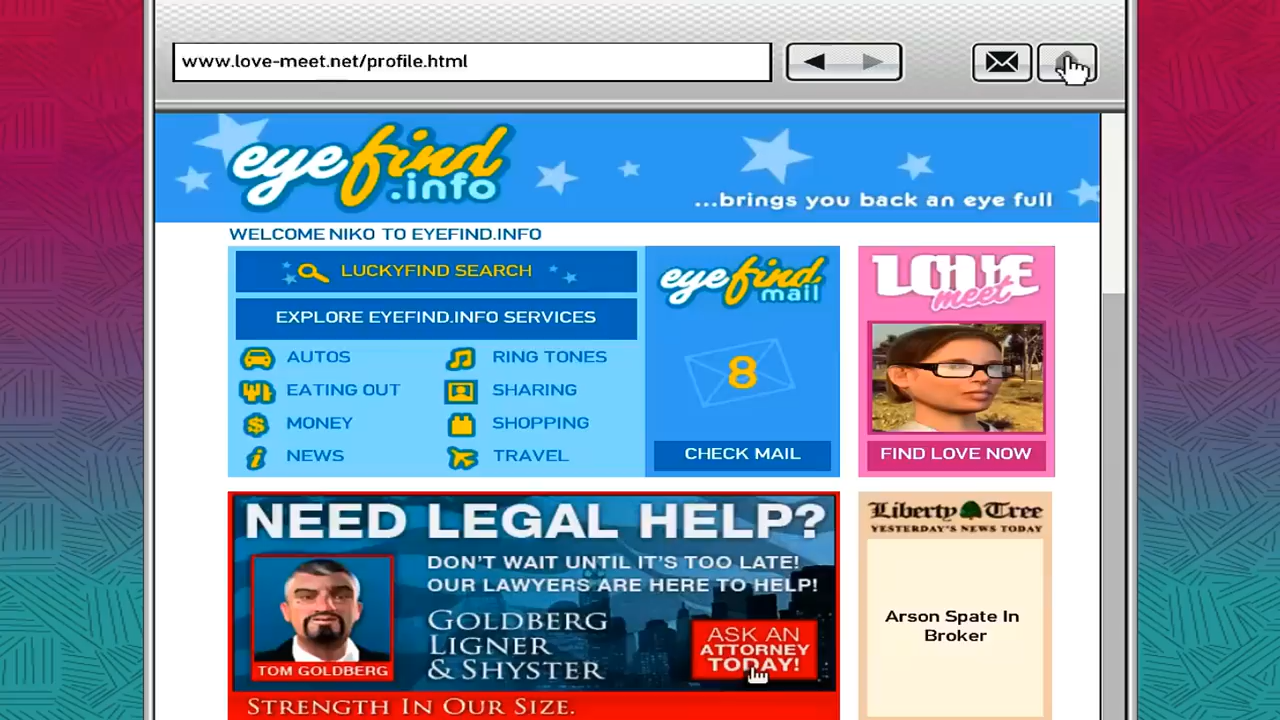 www.love-meet.net/profile.html
eyefind.info
...brings you back an eye full
WELCOME NIKO TO EYEFIND.INFO
LUCKYFIND SEARCH
EXPLORE EYEFIND.INFO SERVICES
AUTOS
RING TONES
EATING OUT
SHARING
MONEY
SHOPPING
NEWS
TRAVEL
eyefind
mail
8
CHECK MAIL
LOVE
meet
FIND LOVE NOW
NEED LEGAL HELP?
DON'T WAIT UNTIL IT'S TOO LATE!
OUR LAWYERS ARE HERE TO HELP!
GOLDBERG
LIGNER
& SHYSTER
TOM GOLDBERG
ASK AN
ATTORNEY
TODAY!
STRENGTH IN OUR SIZE.
Liberty Tree
YESTERDAY'S NEWS TODAY
Arson Spate In
Broker